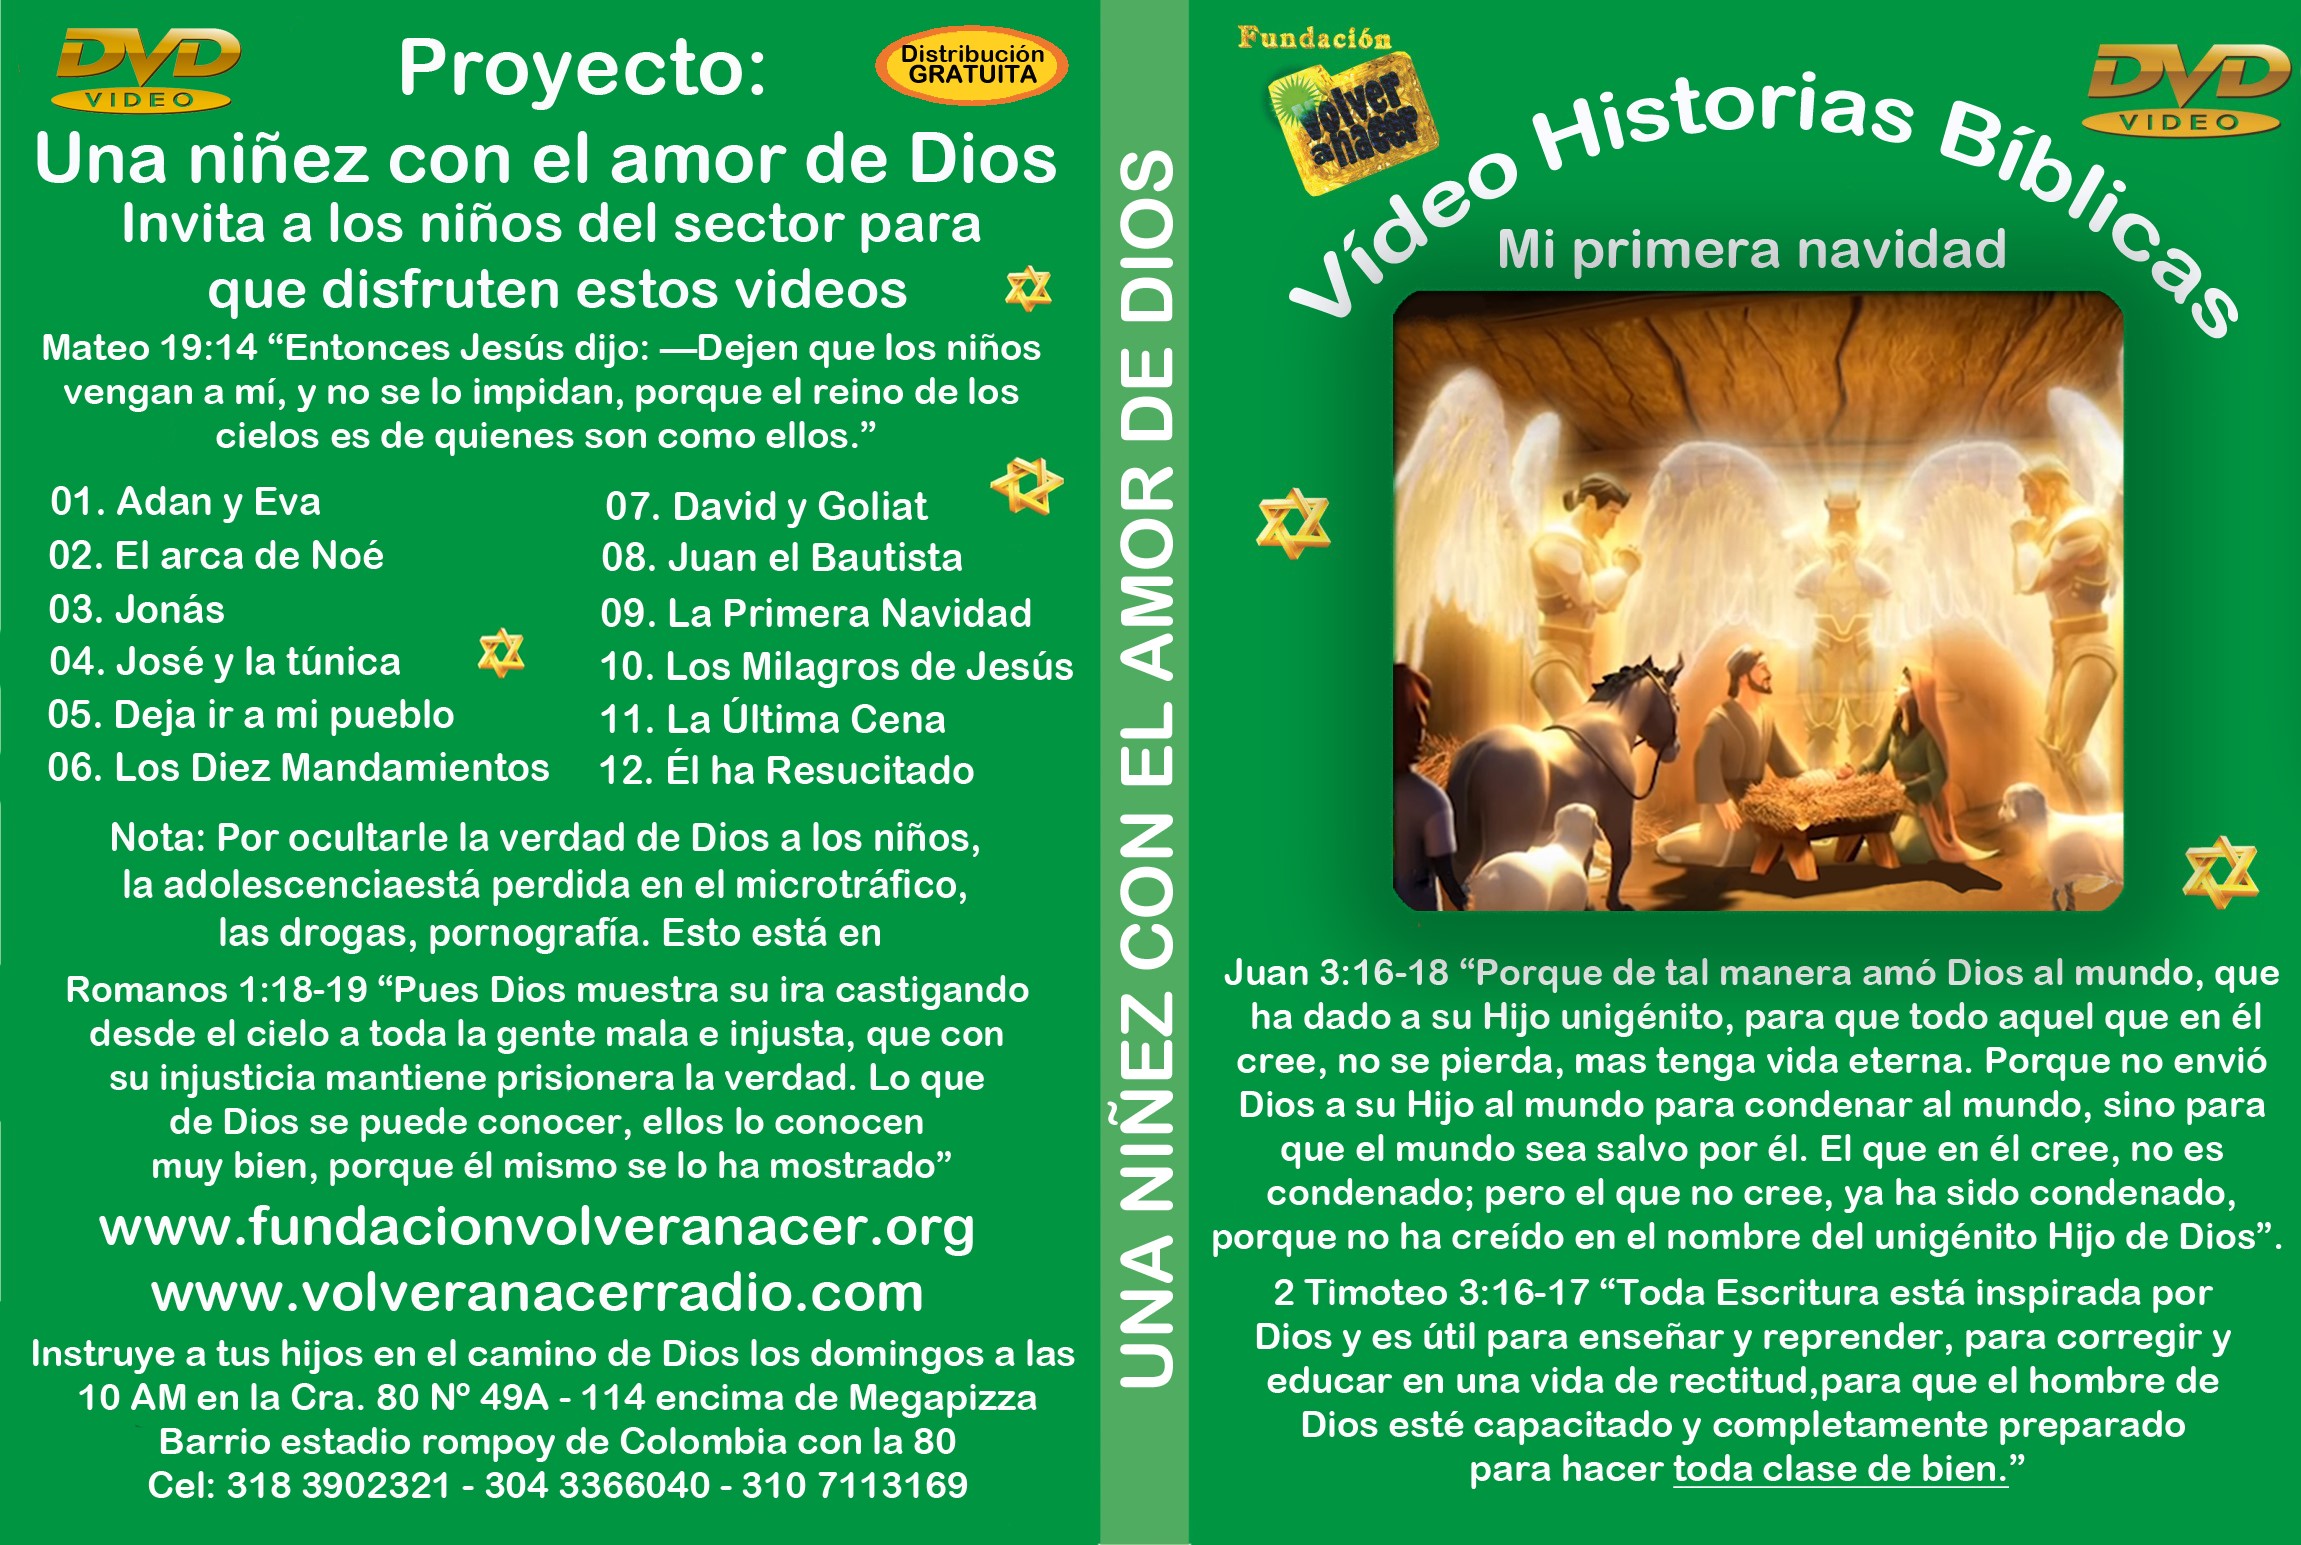 DVD
VIDEO
Proyecto:
Distribución
GRATUITA
Una niñez con el amor de Dios
Invita a los niños del sector para
que disfruten estos videos
Mateo 19:14 “Entonces Jesús dijo: —Dejen que los niños
vengan a mí, y no se lo impidan, porque el reino de los
cielos es de quienes son como ellos.”
01. Adan y Eva
02. El arca de Noé
03. Jonás
04. José y la túnica
05. Deja ir a mi pueblo
06. Los Diez Mandamientos
07. David y Goliat
08. Juan el Bautista
09. La Primera Navidad
10. Los Milagros de Jesús
11. La Última Cena
12. Él ha Resucitado
Nota: Por ocultarle la verdad de Dios a los niños,
la adolescenciaestá perdida en el microtráfico,
las drogas, pornografía. Esto está en
Romanos 1:18-19 “Pues Dios muestra su ira castigando
desde el cielo a toda la gente mala e injusta, que con
su injusticia mantiene prisionera la verdad. Lo que
de Dios se puede conocer, ellos lo conocen
muy bien, porque él mismo se lo ha mostrado”
www.fundacionvolveranacer.org
www.volveranacerradio.com
Instruye a tus hijos en el camino de Dios los domingos a las
10 AM en la Cra. 80 Nº 49A - 114 encima de Megapizza
Barrio estadio rompoy de Colombia con la 80
Cel: 318 3902321 - 304 3366040 - 310 7113169
UNA NIÑEZ CON EL AMOR DE DIOS
Fundación
Volver
a Nacer
DVD
VIDEO
Vídeo Historias Bíblicas
Mi primera navidad
Juan 3:16-18 “Porque de tal manera amó Dios al mundo, que
ha dado a su Hijo unigénito, para que todo aquel que en él
cree, no se pierda, mas tenga vida eterna. Porque no envió
Dios a su Hijo al mundo para condenar al mundo, sino para
que el mundo sea salvo por él. El que en él cree, no es
condenado; pero el que no cree, ya ha sido condenado,
porque no ha creído en el nombre del unigénito Hijo de Dios”.
2 Timoteo 3:16-17 “Toda Escritura está inspirada por
Dios y es útil para enseñar y reprender, para corregir y
educar en una vida de rectitud,para que el hombre de
Dios esté capacitado y completamente preparado
para hacer toda clase de bien.”